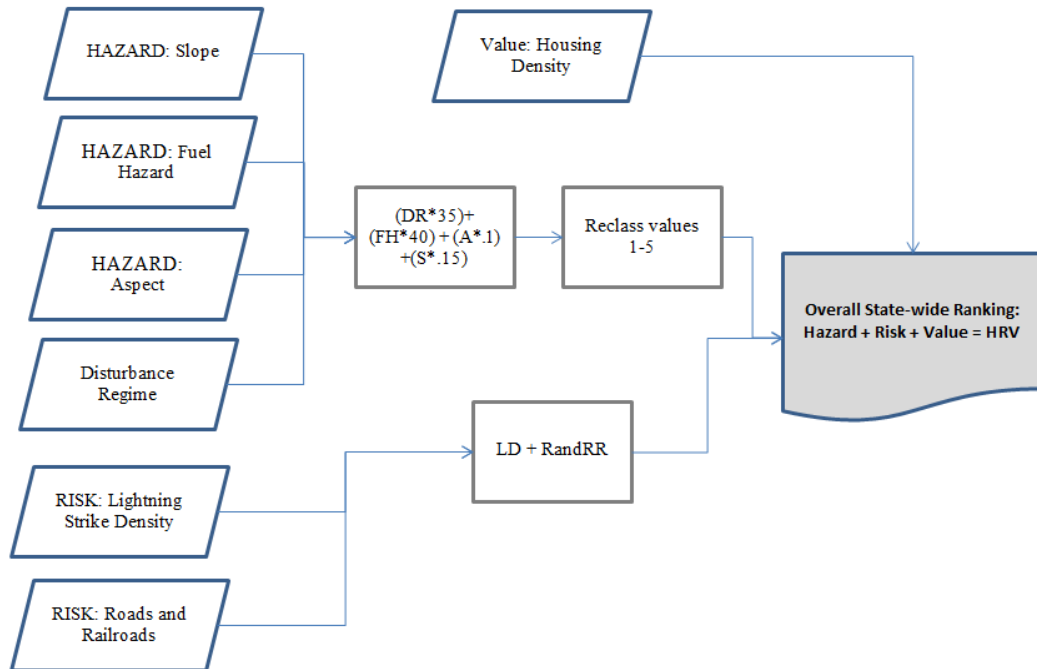 HAZARD: Slope
Value: Housing
Density
HAZARD: Fuel
Hazard
(DR*35)+
(FH*40) + (A*.1)
+(S*.15)
Reclass values
1-5
HAZARD:
Aspect
Overall State-wide Ranking:
Hazard + Risk + Value = HRV
Disturbance
Regime
LD + RandRR
RISK: Lightning
Strike Density
RISK: Roads and
Railroads